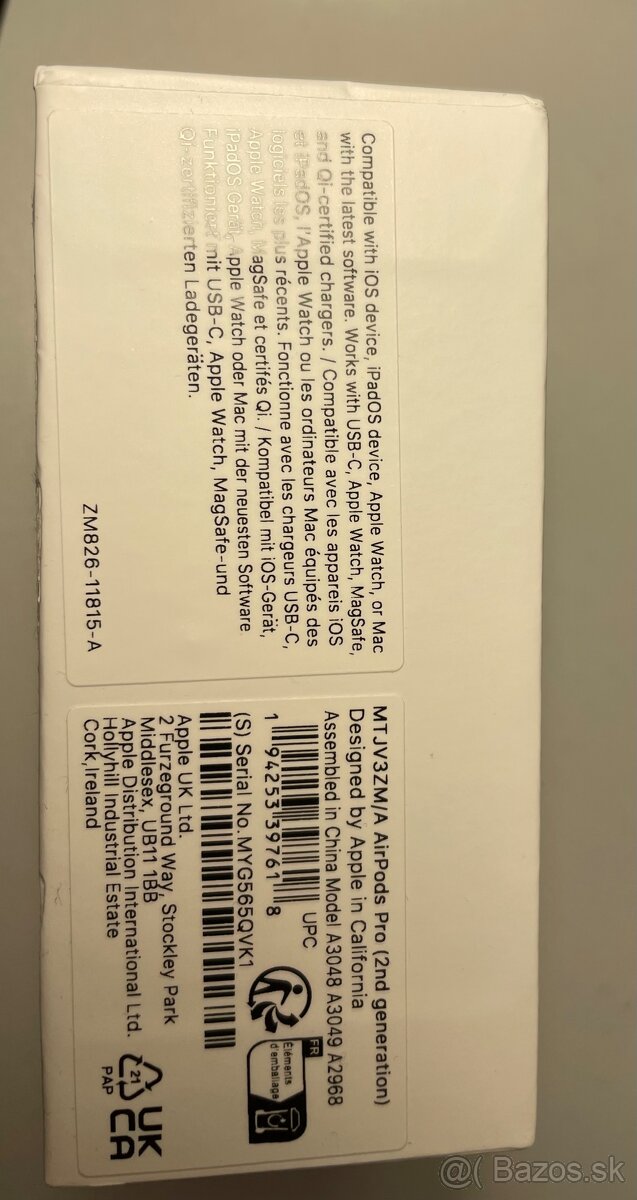 Compatible with iOS device, iPadOS device, Apple Watch, or Mac
with the latest software. Works with USB-C, Apple Watch, MagSafe,
and Qi-certified chargers. / Compatible avec les appareis iOS
et iPadOS, l'Apple Watch ou les ordinateurs Mac équipés des
logiciels les plus récents. Fonctionne avec les chargeurs USB-C,
Apple Watch, MagSafe et certifés Qi. / Kompatibel mit iOS-Gerät,
iPadOS Gerät, Apple Watch oder Mac mit der neuesten Software
Funktioniert mit USB-C, Apple Watch, MagSafe-und
Qi-zertifizierten Ladegeräten.
ZM826-11815-A
MTJV3ZM/A AirPods Pro (2nd generation)
Designed by Apple in California
Assembled in China Model A3048 A3049 A2968
UPC
1 94253 39761 8
(S) Serial No.MYG565QVK1
Apple UK Ltd.
2 Furzeground Way, Stockley Park
Middlesex, UB11 1BB
Apple Distribution International Ltd.
Hollyhill Industrial Estate
Cork,Ireland
FR
Éléments
d'emballage
21
PAP
UK
CA
@( Bazos.sk